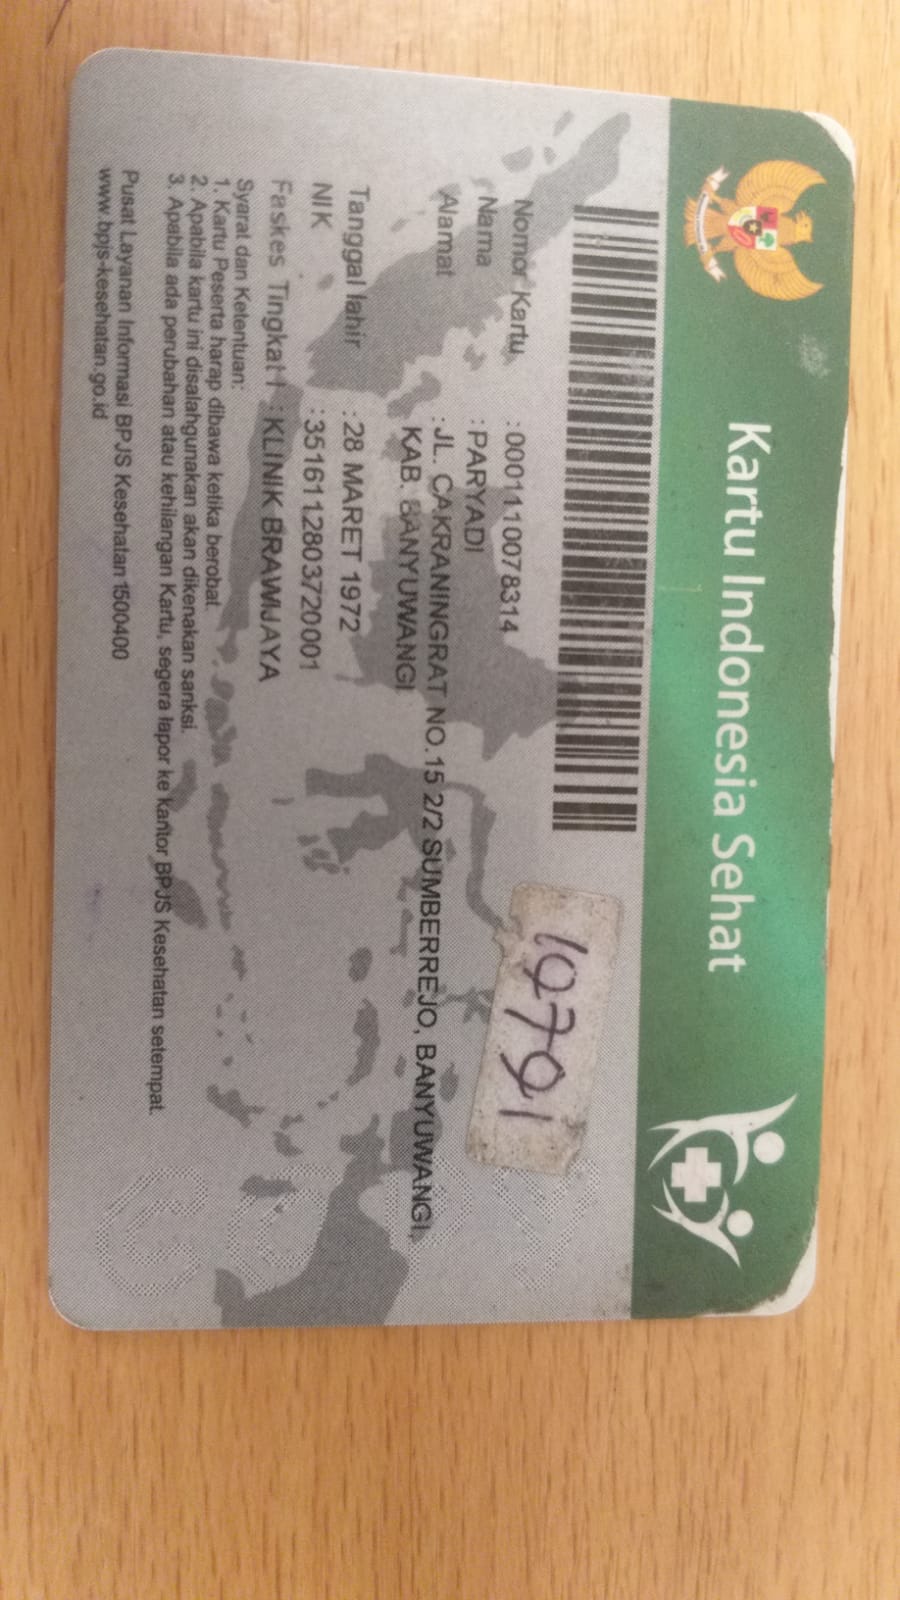 Kartu Indonesia Sehat
10791
Nomor Kartu : 0001110078314
Nama : PARYADI
Alamat : JL. CAKRANINGRAT NO.15 2/2 SUMBERREJO, BANYUWANGI,
KAB. BANYUWANGI
Tanggal lahir : 28 MARET 1972
NIK : 3516112803720001
Faskes Tingkat I : KLINIK BRAWIJAYA
Syarat dan Ketentuan:
1. Kartu Peserta harap dibawa ketika berobat.
2. Apabila kartu ini disalahgunakan akan dikenakan sanksi.
3. Apabila ada perubahan atau kehilangan Kartu, segera lapor ke kantor BPJS Kesehatan setempat.
Pusat Layanan Informasi BPJS Kesehatan 1500400
www.bpjs-kesehatan.go.id